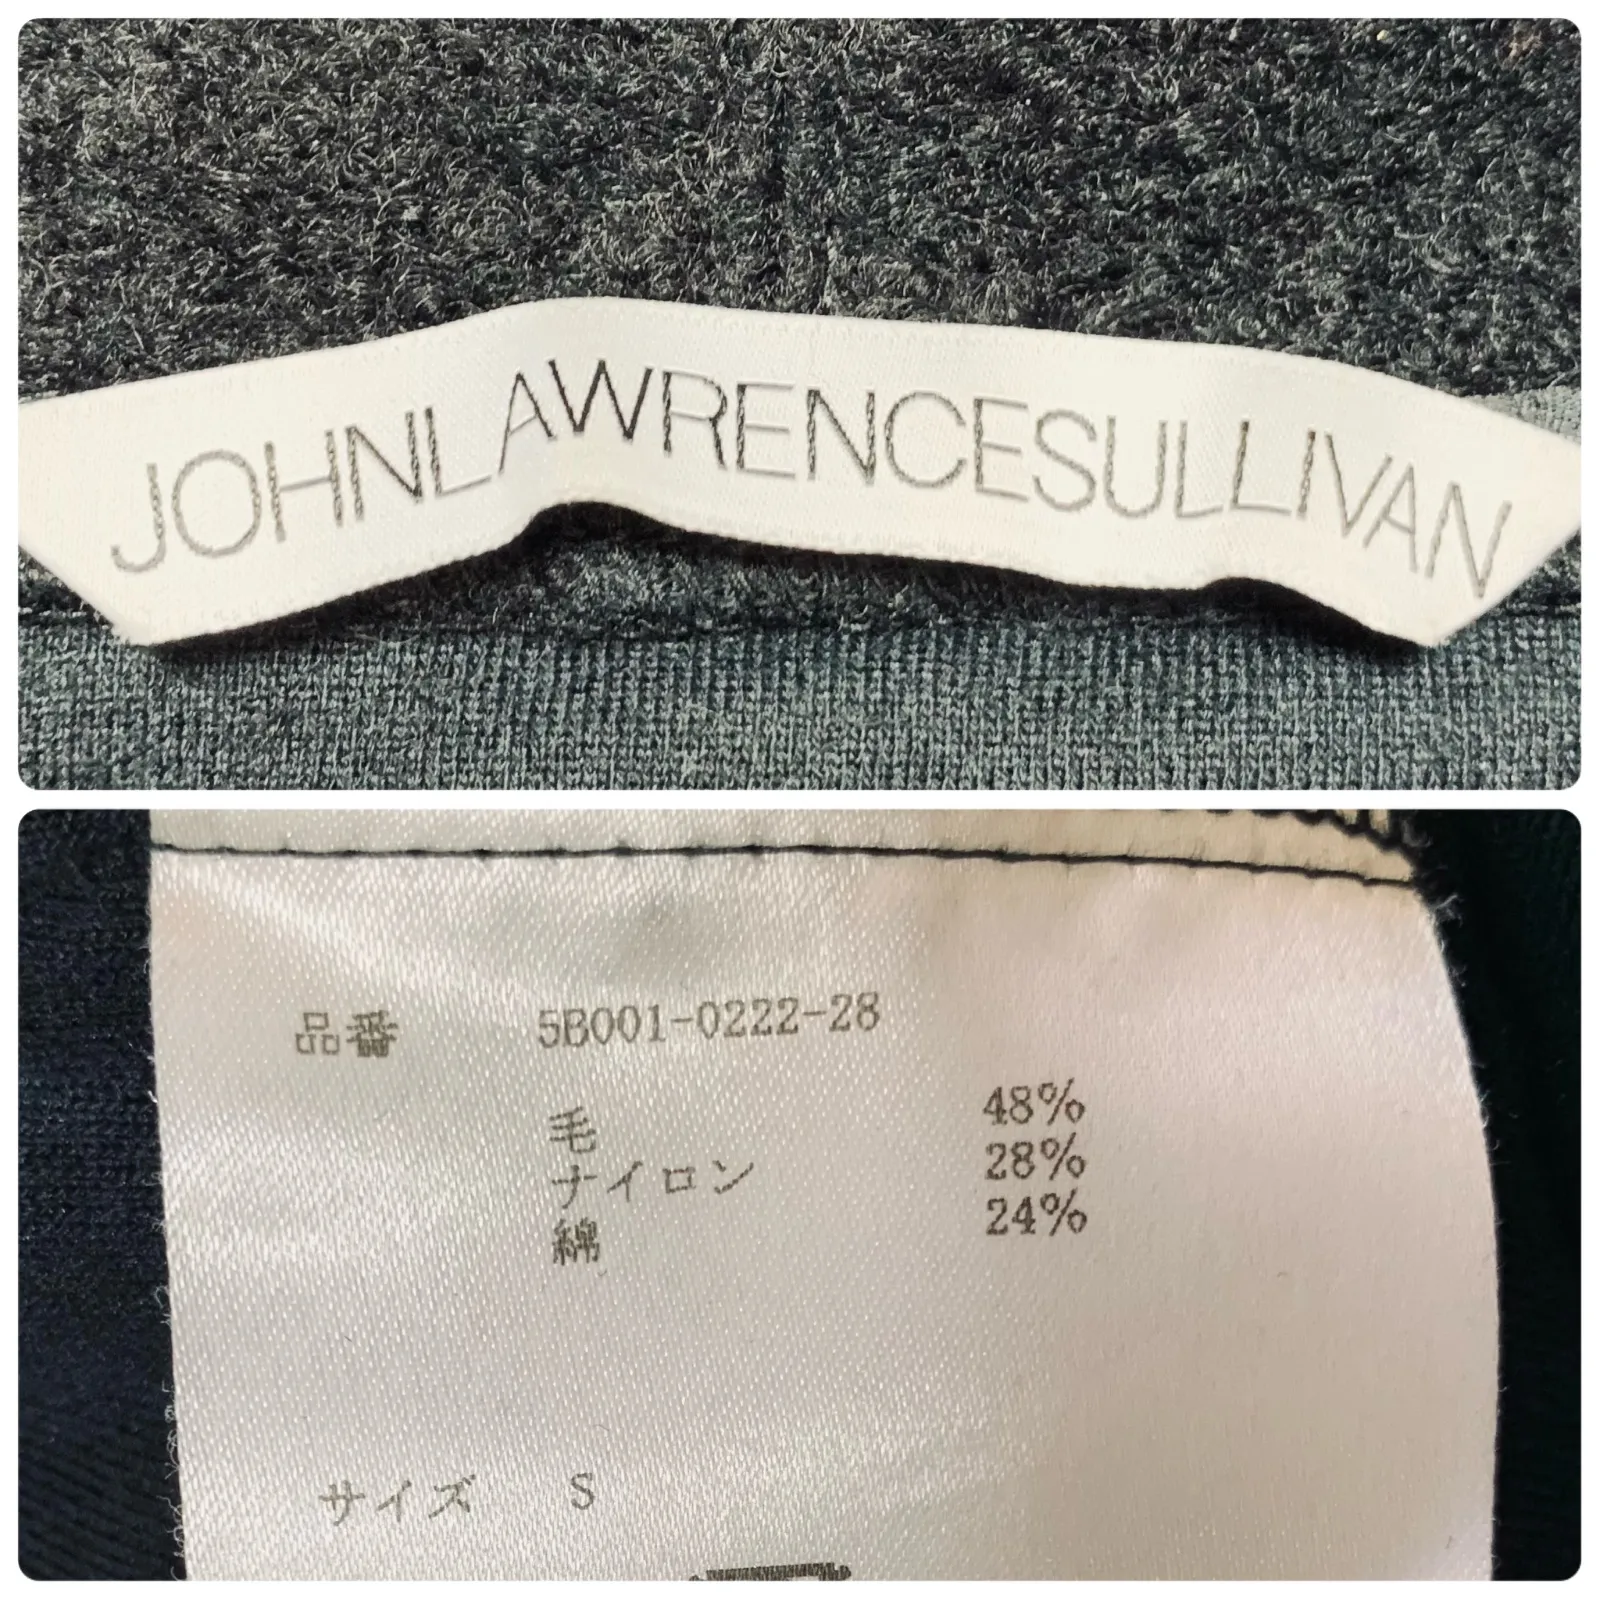 JOHNLAWRENCESULLIVAN
品番 5B001-0222-28
毛 48%
ナイロン 28%
綿 24%
サイズ S